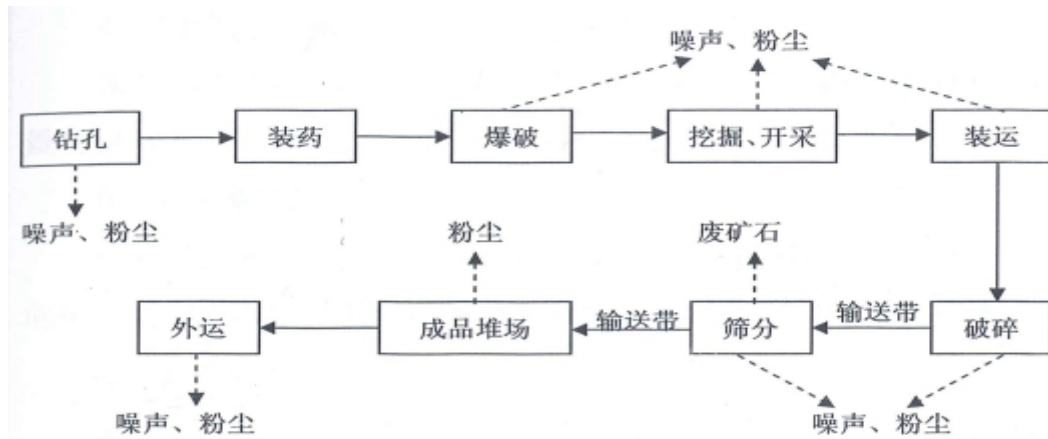 噪声、粉尘
钻孔
装药
爆破
挖掘、开采
装运
噪声、粉尘
粉尘
废矿石
外运
成品堆场
输送带
筛分
输送带
破碎
噪声、粉尘
噪声、粉尘